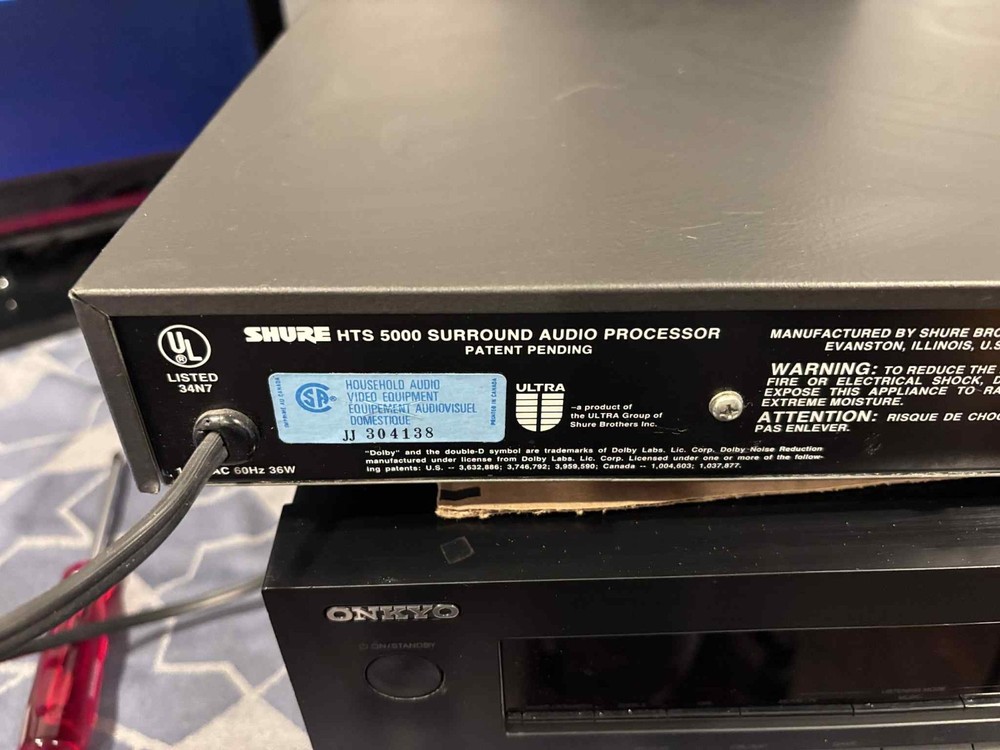 UL
®
LISTED
34N7
SHURE HTS 5000 SURROUND AUDIO PROCESSOR
PATENT PENDING
HOUSEHOLD AUDIO
VIDEO EQUIPMENT
EQUIPEMENT AUDIOVISUEL
DOMESTIQUE
JJ 304138
ULTRA
–a product of
the ULTRA Group of
Shure Brothers Inc.
AC 60Hz 36W
"Dolby" and the double-D symbol are trademarks of Dolby Labs. Lic. Corp. Dolby Noise Reduction
manufactured under license from Dolby Labs. Lic. Corp. Licensed under one or more of the follow-
ing patents: U.S. -- 3,632,886; 3,746,792; 3,959,590; Canada -- 1,004,603; 1,037,877.
MANUFACTURED BY SHURE BRO
EVANSTON, ILLINOIS, U.S
WARNING: TO REDUCE THE
FIRE OR ELECTRICAL SHOCK, D
EXPOSE THIS APPLIANCE TO RA
EXTREME MOISTURE.
ATTENTION: RISQUE DE CHO
PAS ENLEVER.
ONKYO
ON/STANDBY
LISTENING MODE